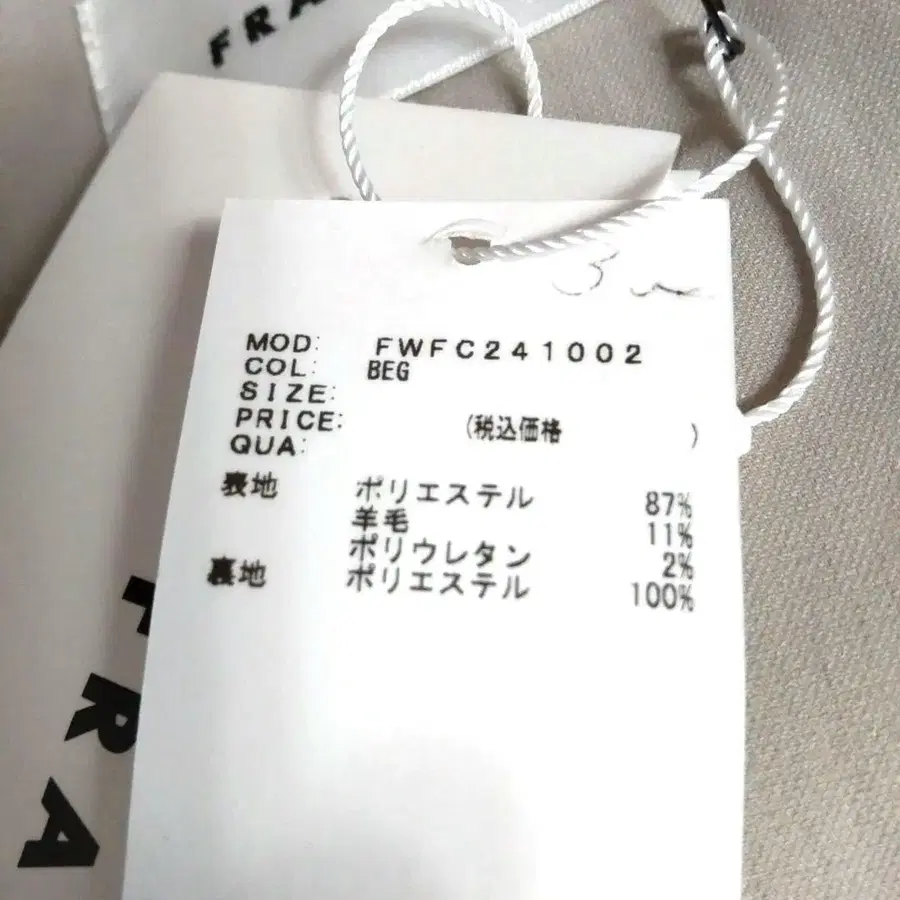 FRA
MOD: FWFC241002
COL: BEG
SIZE:
PRICE: (税込価格 )
QUA:
表地 ポリエステル 87%
羊毛 11%
ポリウレタン 2%
裏地 ポリエステル 100%
FRA